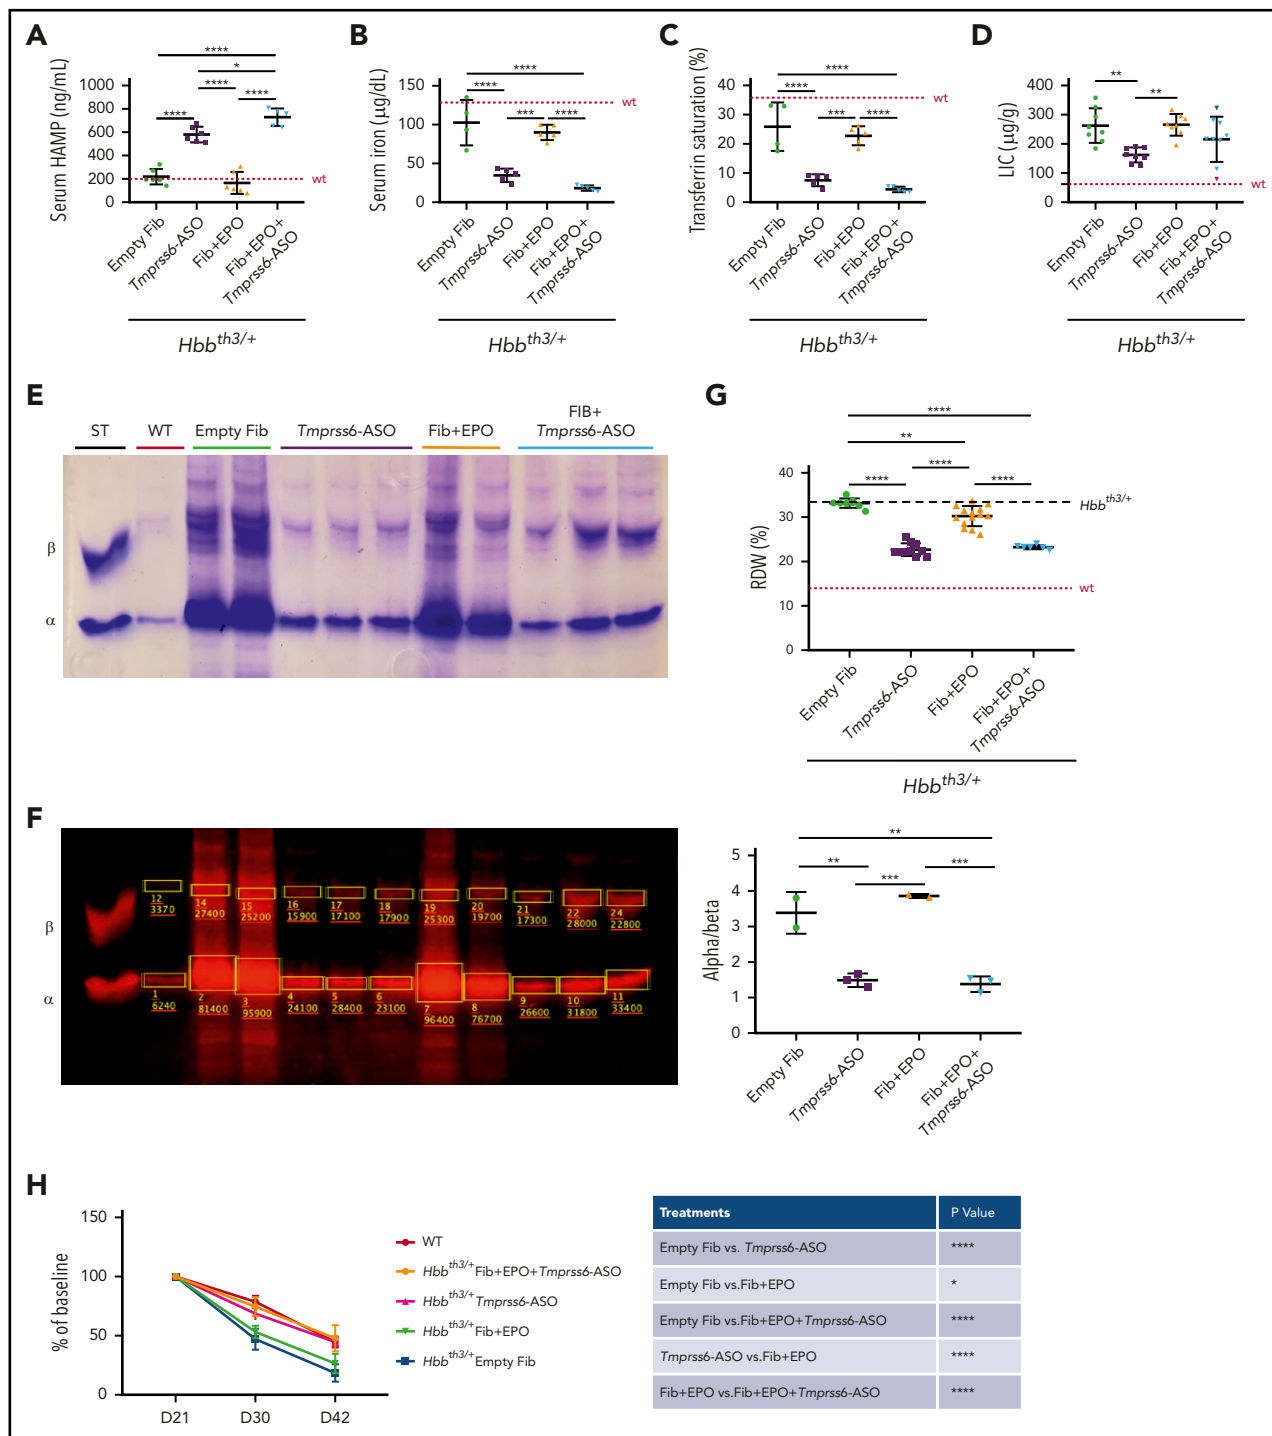 A
Serum HAMP (ng/mL)
1000
800
600
400
200
0
****
*
****
****
****
wt
Empty Fib
Tmprss6-ASO
Fib+EPO
Fib+EPO+
Tmprss6-ASO
Hbbth3/+
B
Serum iron (µg/dL)
150
100
50
0
****
****
***
****
wt
Empty Fib
Tmprss6-ASO
Fib+EPO
Fib+EPO+
Tmprss6-ASO
Hbbth3/+
C
Transferrin saturation (%)
40
30
20
10
0
****
****
***
****
wt
Empty Fib
Tmprss6-ASO
Fib+EPO
Fib+EPO+
Tmprss6-ASO
Hbbth3/+
D
LIC (µg/g)
400
300
200
100
0
**
**
wt
Empty Fib
Tmprss6-ASO
Fib+EPO
Fib+EPO+
Tmprss6-ASO
Hbbth3/+
E
ST
WT
Empty Fib
Tmprss6-ASO
Fib+EPO
FIB+
Tmprss6-ASO
β
α
G
RDW (%)
40
30
20
10
0
****
**
****
****
****
Hbbth3/+
wt
Empty Fib
Tmprss6-ASO
Fib+EPO
Fib+EPO+
Tmprss6-ASO
Hbbth3/+
F
β
α
12
3370
14
27400
15
25200
16
15900
17
17100
18
17900
19
25300
20
19700
21
17300
22
28000
24
22800
1
6240
2
81400
3
95900
4
24100
5
28400
6
23100
7
96400
8
76700
9
26600
10
31800
11
33400
Alpha/beta
5
4
3
2
1
0
**
**
***
***
Empty Fib
Tmprss6-ASO
Fib+EPO
Fib+EPO+
Tmprss6-ASO
H
% of baseline
150
100
50
0
D21
D30
D42
WT
Hbbth3/+Fib+EPO+Tmprss6-ASO
Hbbth3/+Tmprss6-ASO
Hbbth3/+Fib+EPO
Hbbth3/+Empty Fib
Treatments P Value
Empty Fib vs. Tmprss6-ASO ****
Empty Fib vs.Fib+EPO *
Empty Fib vs.Fib+EPO+Tmprss6-ASO ****
Tmprss6-ASO vs.Fib+EPO ****
Fib+EPO vs.Fib+EPO+Tmprss6-ASO ****